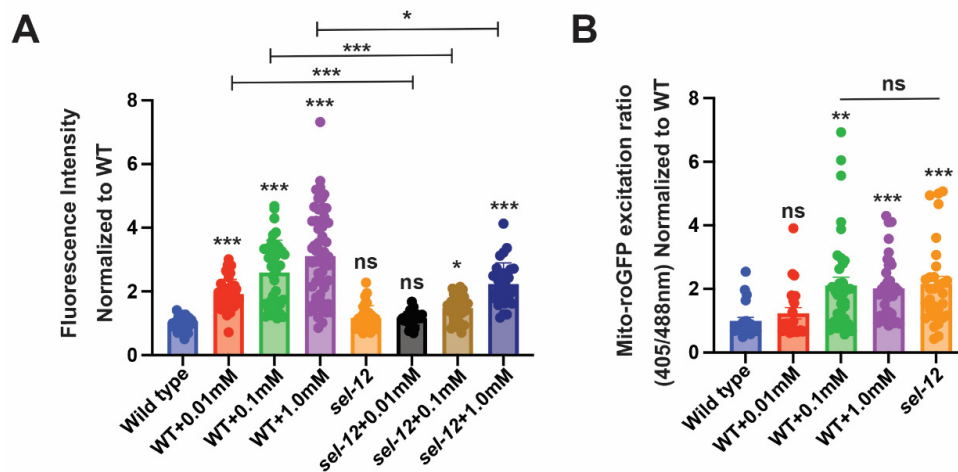 A
B
*
***
***
8
6
4
2
0
Fluorescence Intensity
Normalized to WT
***
***
***
ns
ns
*
***
Wild type
WT+0.01mM
WT+0.1mM
WT+1.0mM
sel-12
sel-12+0.01mM
sel-12+0.1mM
sel-12+1.0mM
ns
8
6
4
2
0
Mito-roGFP excitation ratio
(405/488nm) Normalized to WT
ns
**
***
***
Wild type
WT+0.01mM
WT+0.1mM
WT+1.0mM
sel-12